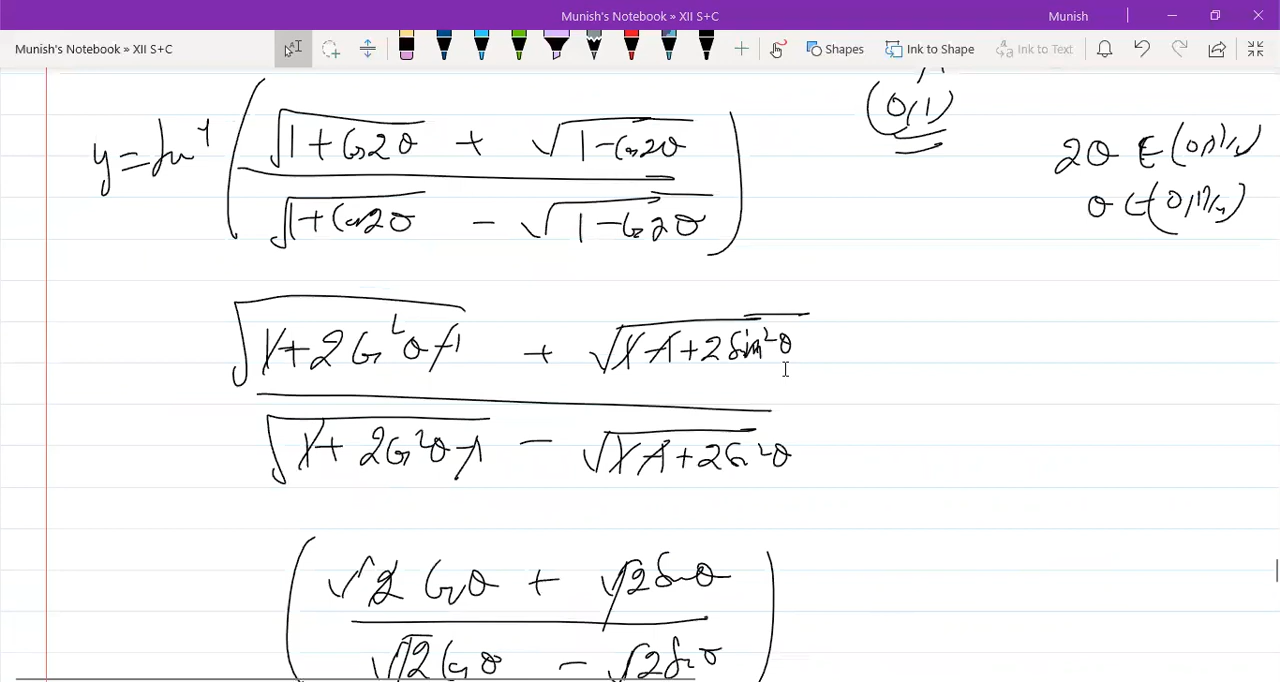 Munish's Notebook » XII S+C
Munish
Munish's Notebook » XII S+C
Shapes
Ink to Shape
Ink to Text
(0,1)
y = tan⁻¹ ( (√(1+Cos2θ) + √(1-Cos2θ)) / (√(1+Cos2θ) - √(1-Cos2θ)) )
2θ ∈ (0,π/2)
θ ∈ (0,π/4)
(√(1+2Cos²θ-1) + √(1-1+2Sin²θ)) / (√(1+2Cos²θ-1) - √(1-1+2Cos²θ))
( (√2 Cosθ + √2 Sinθ) / (√2 Cosθ - √2 Sinθ) )